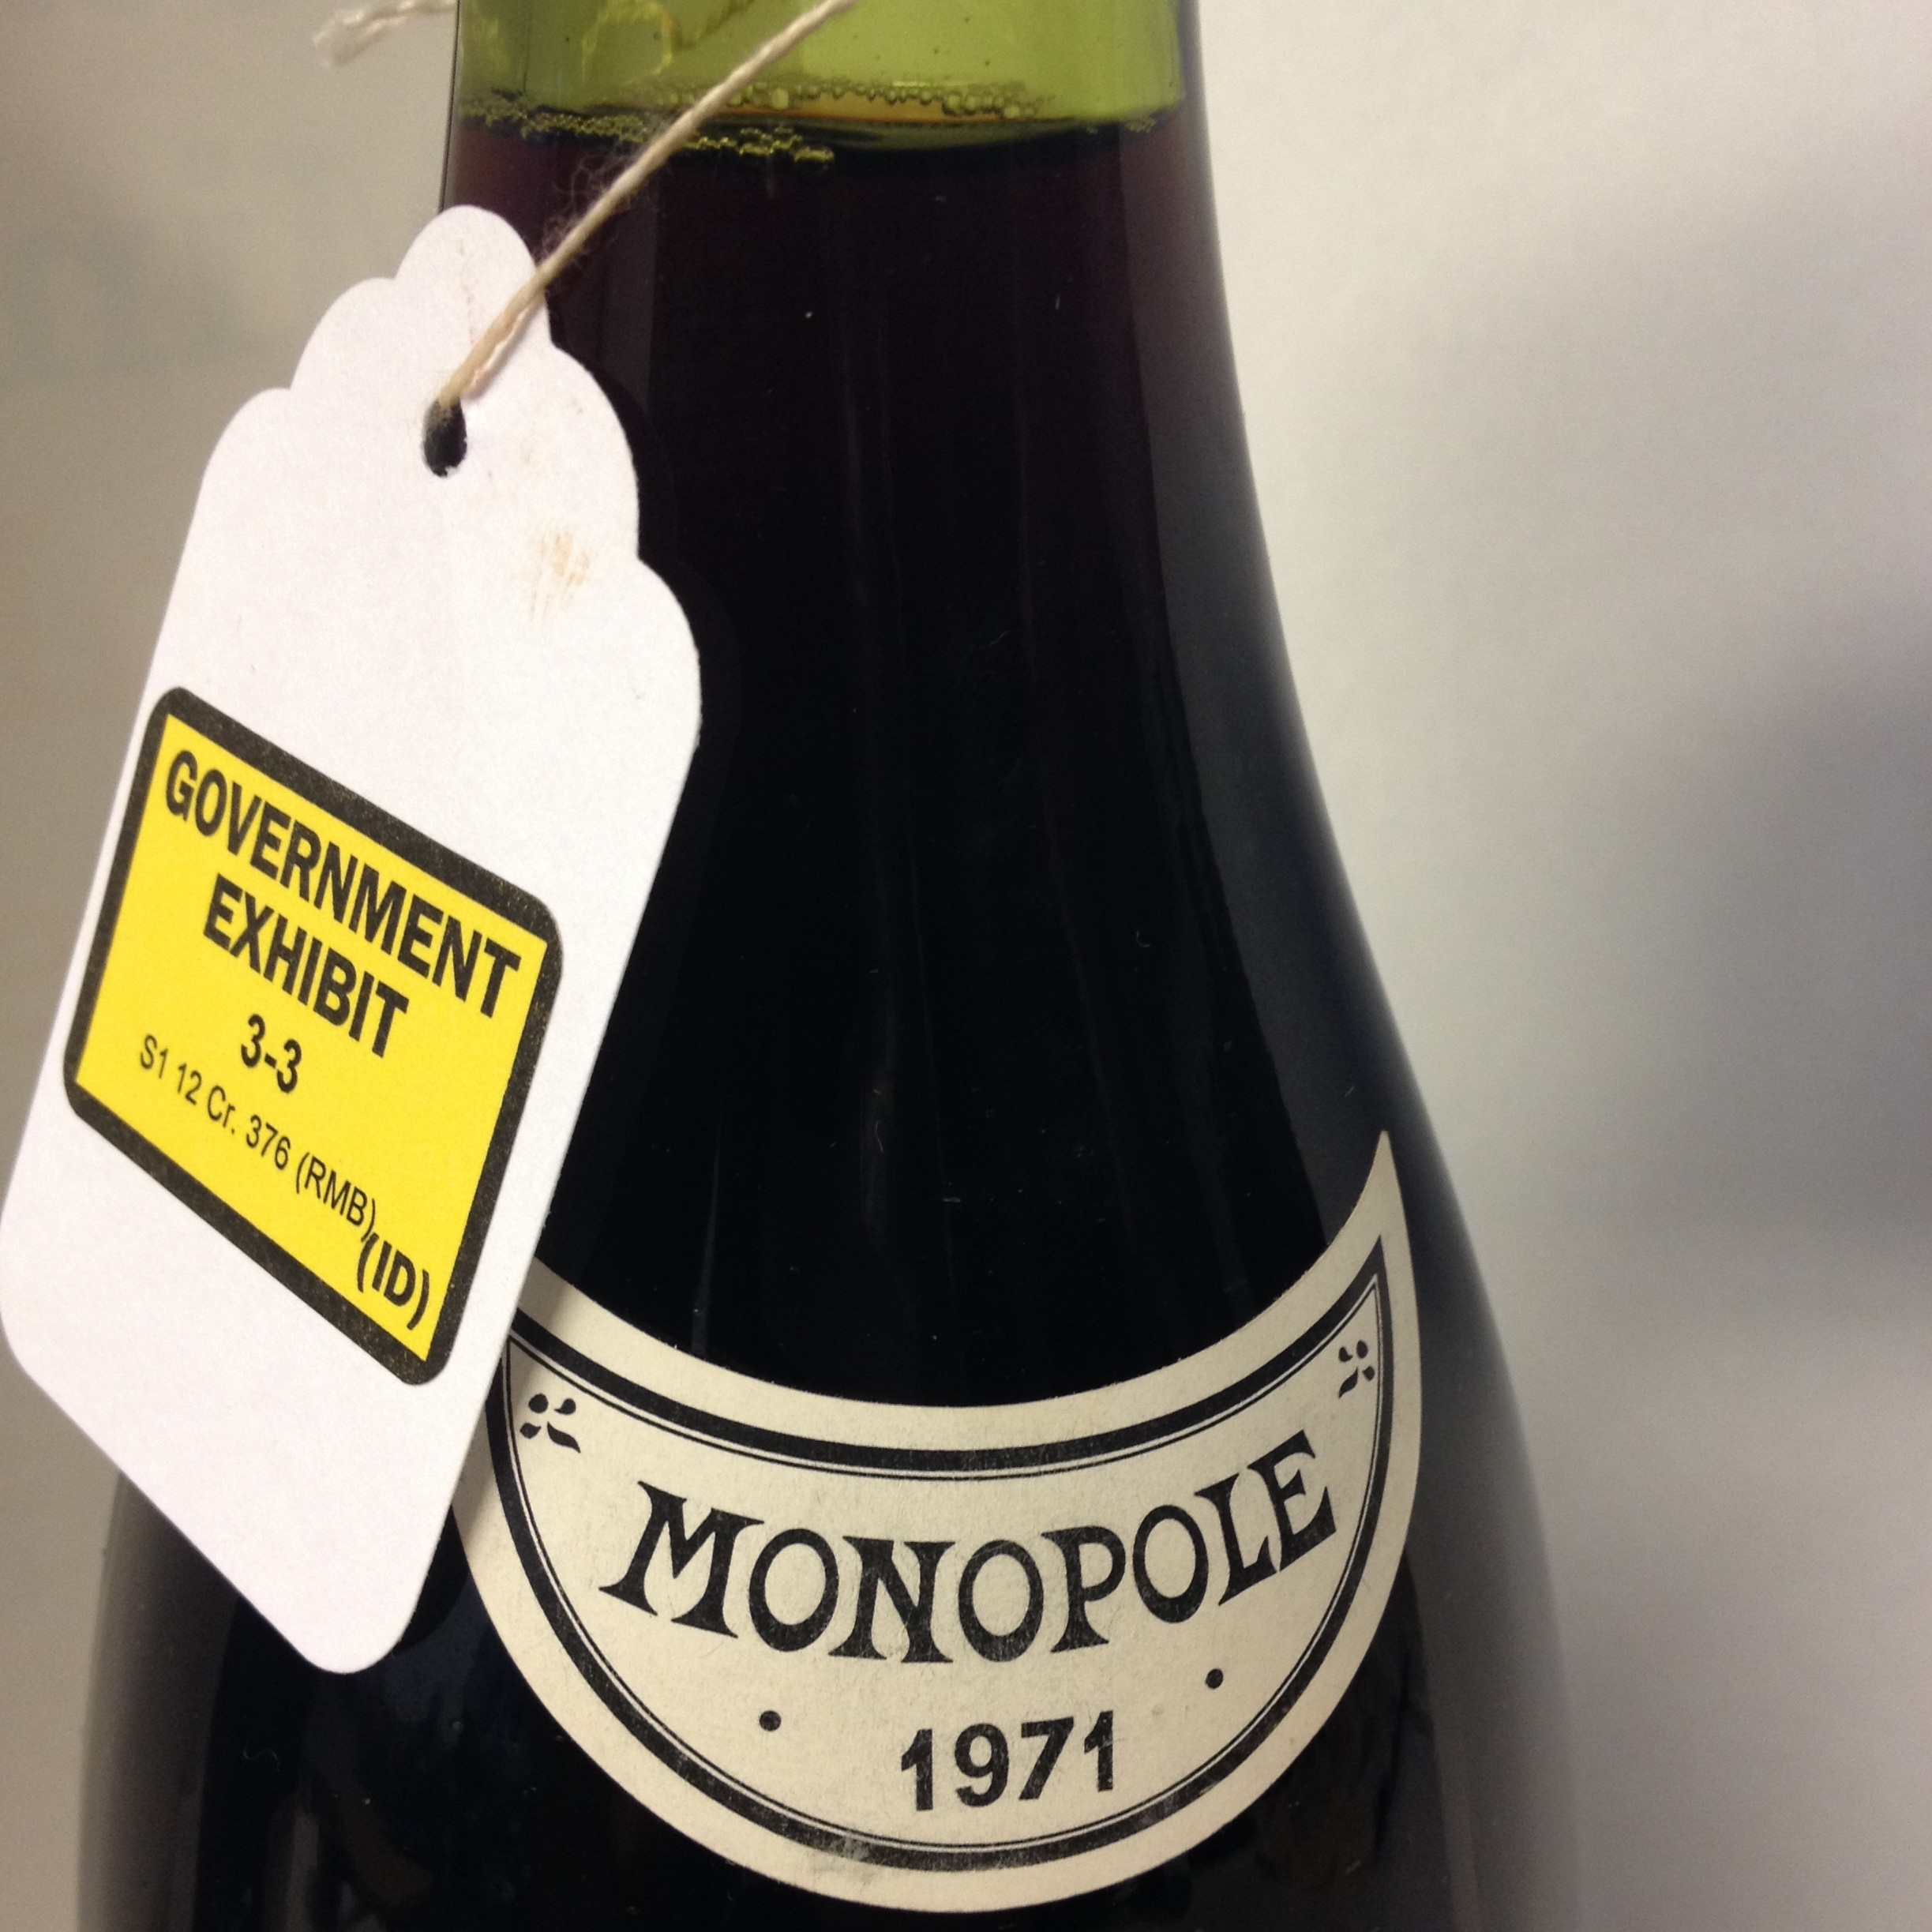 GOVERNMENT
EXHIBIT
3-3
S1 12 Cr. 376 (RMB)
(ID)
MONOPOLE
• 1971 •